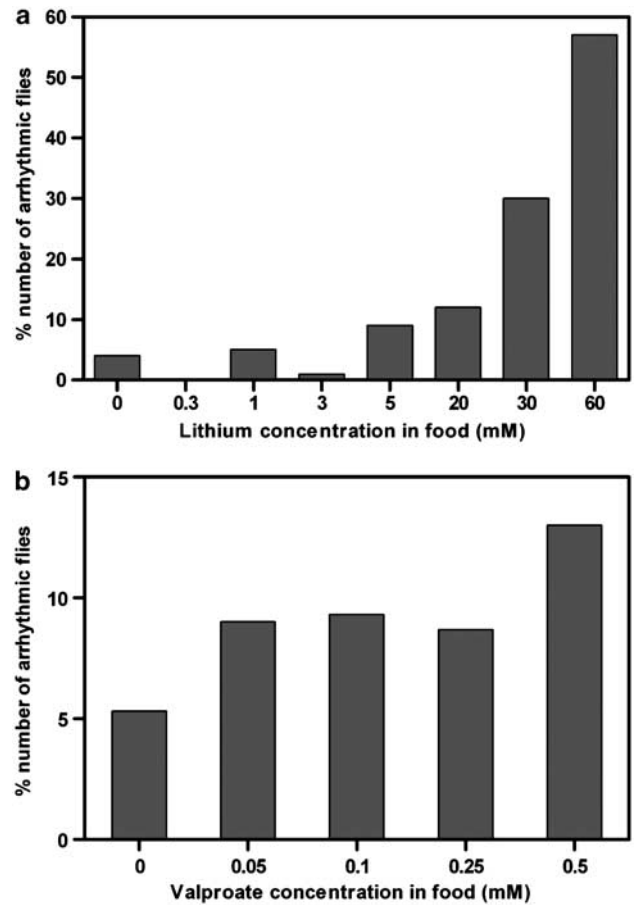 a
% number of arrhythmic flies
60
50
40
30
20
10
0
0 0.3 1 3 5 20 30 60
Lithium concentration in food (mM)
b
% number of arrhythmic flies
15
10
5
0
0 0.05 0.1 0.25 0.5
Valproate concentration in food (mM)